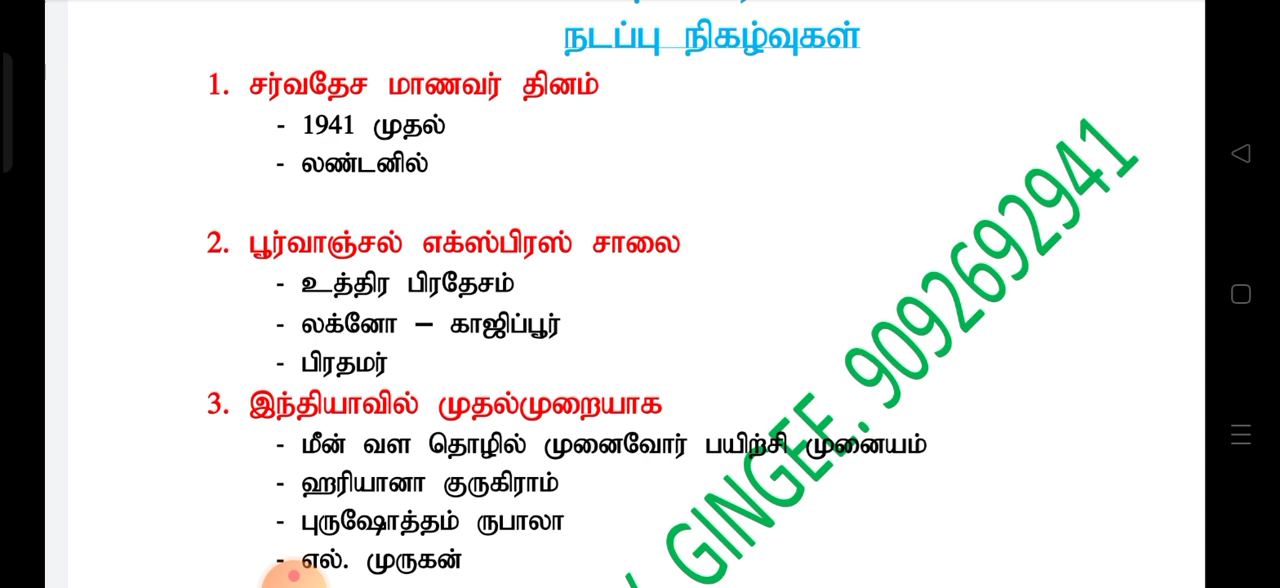 நடப்பு நிகழ்வுகள்
1. சர்வதேச மாணவர் தினம்
- 1941 முதல்
- லண்டனில்
2. பூர்வாஞ்சல் எக்ஸ்பிரஸ் சாலை
- உத்திர பிரதேசம்
- லக்னோ – காஜிப்பூர்
- பிரதமர்
3. இந்தியாவில் முதல்முறையாக
- மீன் வள தொழில் முனைவோர் பயிற்சி முனையம்
- ஹரியானா குருகிராம்
- புருஷோத்தம் ருபாலா
- எல். முருகன்
GINGEE. 9092692941